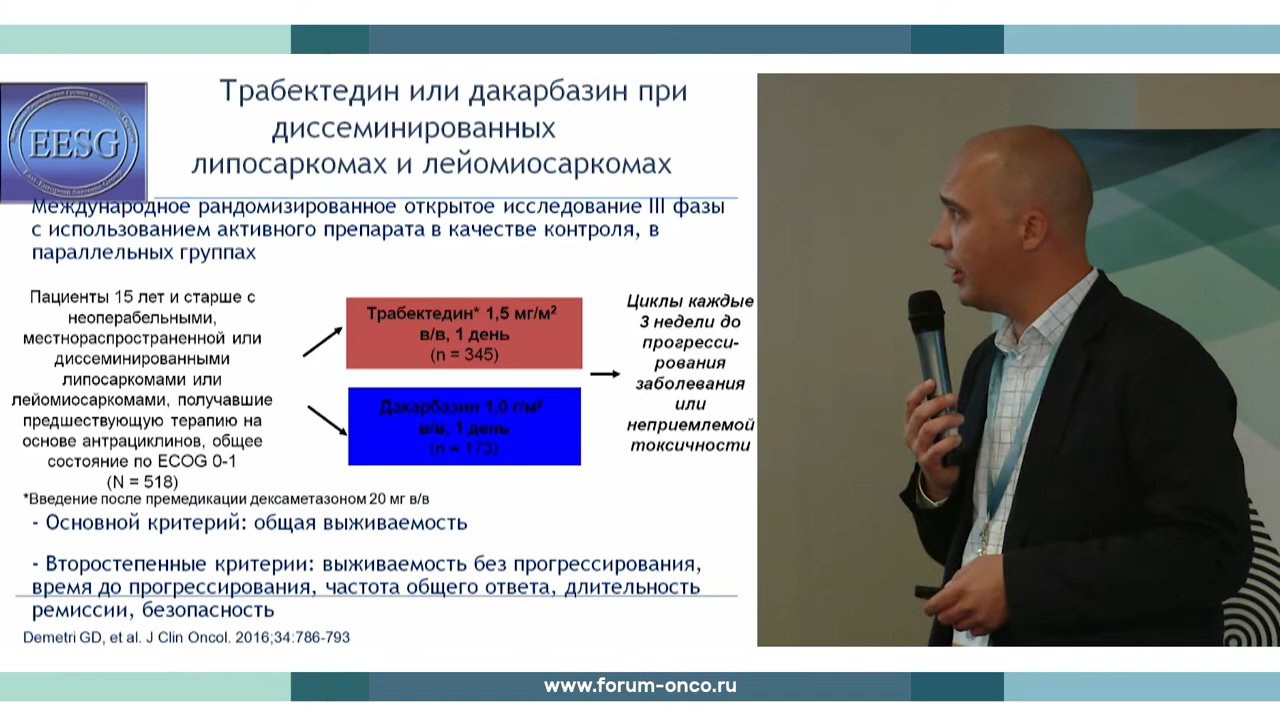 Трабектедин или дакарбазин при
диссеминированных
липосаркомах и лейомиосаркомах
EESG
Международное рандомизированное открытое исследование III фазы
с использованием активного препарата в качестве контроля, в
параллельных группах
Пациенты 15 лет и старше с
неоперабельными,
местнораспространенной или
диссеминированными
липосаркомами или
лейомиосаркомами, получавшие
предшествующую терапию на
основе антрациклинов, общее
состояние по ECOG 0-1
(N = 518)
Трабектедин* 1,5 мг/м²
в/в, 1 день
(n = 345)
Дакарбазин 1,0 г/м²
в/в, 1 день
(n = 173)
Циклы каждые
3 недели до
прогресси-
рования
заболевания
или
неприемлемой
токсичности
*Введение после премедикации дексаметазоном 20 мг в/в
- Основной критерий: общая выживаемость
- Второстепенные критерии: выживаемость без прогрессирования,
время до прогрессирования, частота общего ответа, длительность
ремиссии, безопасность
Demetri GD, et al. J Clin Oncol. 2016;34:786-793
www.forum-onco.ru